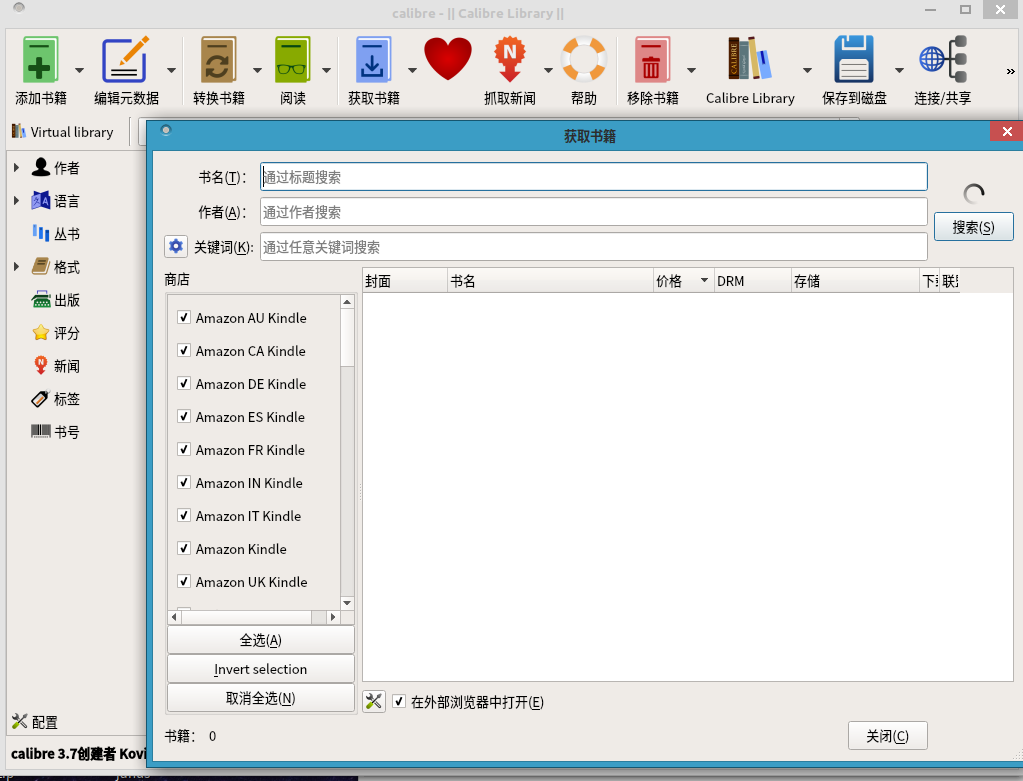 calibre - || Calibre Library ||
添加书籍
编辑元数据
转换书籍
阅读
获取书籍
抓取新闻
帮助
移除书籍
Calibre Library
保存到磁盘
连接/共享
Virtual library
获取书籍
作者
语言
丛书
格式
出版
评分
新闻
标签
书号
书名(T):
通过标题搜索
作者(A):
通过作者搜索
搜索(S)
关键词(K):
通过任意关键词搜索
商店
封面 书名 价格 DRM 存储
Amazon AU Kindle
Amazon CA Kindle
Amazon DE Kindle
Amazon ES Kindle
Amazon FR Kindle
Amazon IN Kindle
Amazon IT Kindle
Amazon Kindle
Amazon UK Kindle
全选(A)
Invert selection
取消全选(N)
在外部浏览器中打开(E)
书籍: 0
关闭(C)
配置
calibre 3.7创建者 Kovi